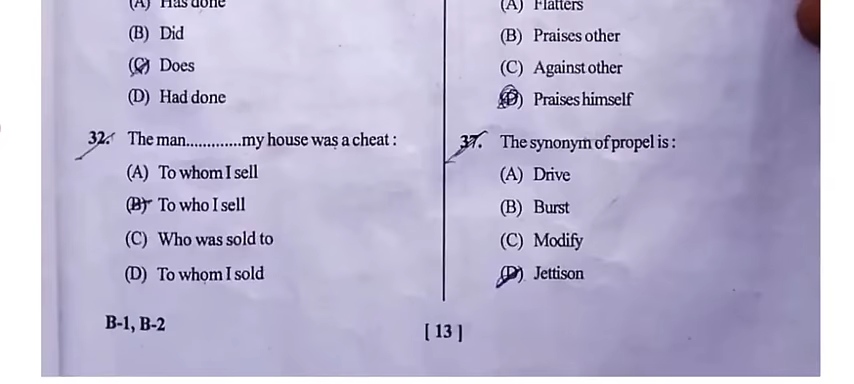 (A) Has done
(B) Did
(C) Does
(D) Had done
32. The man.............my house was a cheat :
(A) To whom I sell
(B) To who I sell
(C) Who was sold to
(D) To whom I sold
(A) Flatters
(B) Praises other
(C) Against other
(D) Praises himself
37. The synonym of propel is :
(A) Drive
(B) Burst
(C) Modify
(D) Jettison
B-1, B-2
[ 13 ]